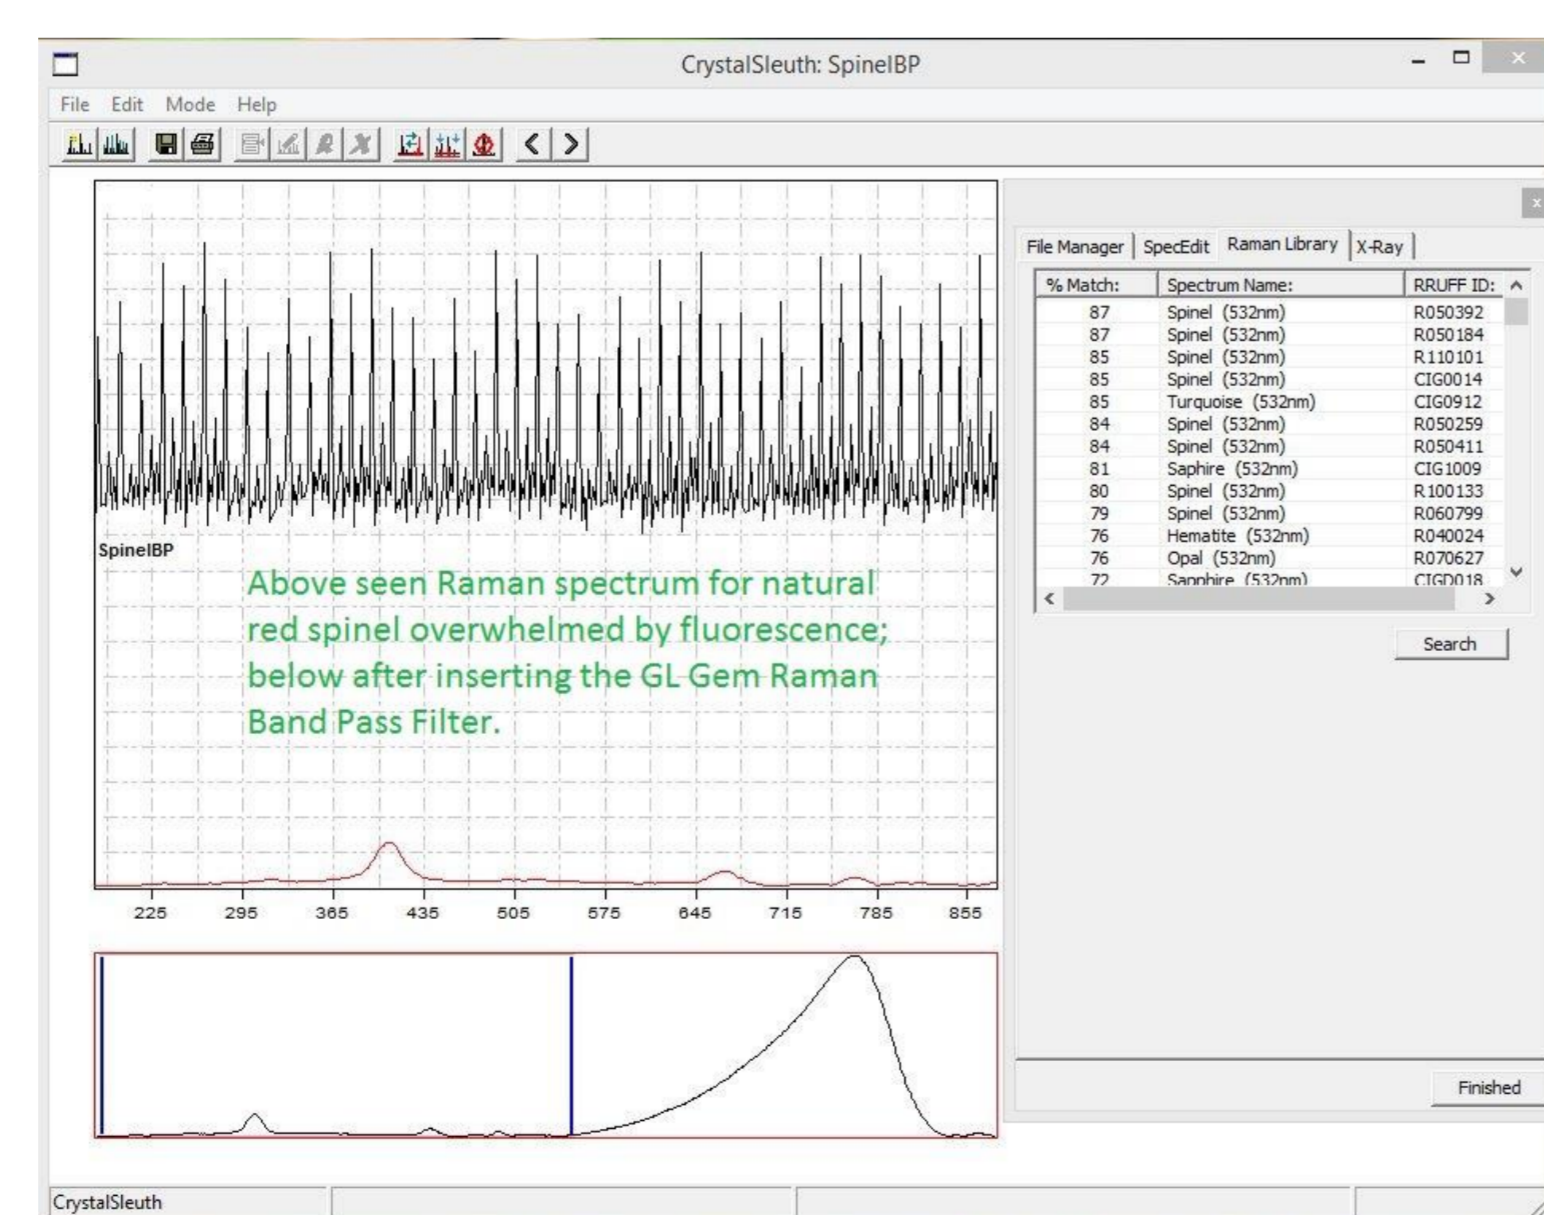 CrystalSleuth: SpinelBP
File Edit Mode Help
File Manager SpecEdit Raman Library X-Ray
% Match: Spectrum Name: RRUFF ID:
87 Spinel (532nm) R050392
87 Spinel (532nm) R050184
85 Spinel (532nm) R110101
85 Spinel (532nm) CIG0014
85 Turquoise (532nm) CIG0912
84 Spinel (532nm) R050259
84 Spinel (532nm) R050411
81 Saphire (532nm) CIG1009
80 Spinel (532nm) R100133
79 Spinel (532nm) R060799
76 Hematite (532nm) R040024
76 Opal (532nm) R070627
72 Sapphire (532nm) CIGD018
Search
SpinelBP
Above seen Raman spectrum for natural
red spinel overwhelmed by fluorescence;
below after inserting the GL Gem Raman
Band Pass Filter.
225 295 365 435 505 575 645 715 785 855
Finished
CrystalSleuth